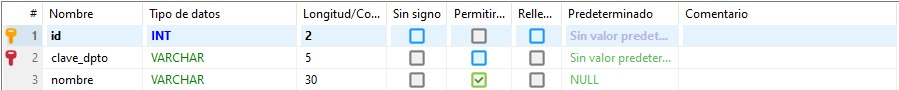 # Nombre Tipo de datos Longitud/Co... Sin signo Permitir... Relle... Predeterminado Comentario
1 id INT 2 Sin valor predet...
2 clave_dpto VARCHAR 5 Sin valor predeter...
3 nombre VARCHAR 30 NULL